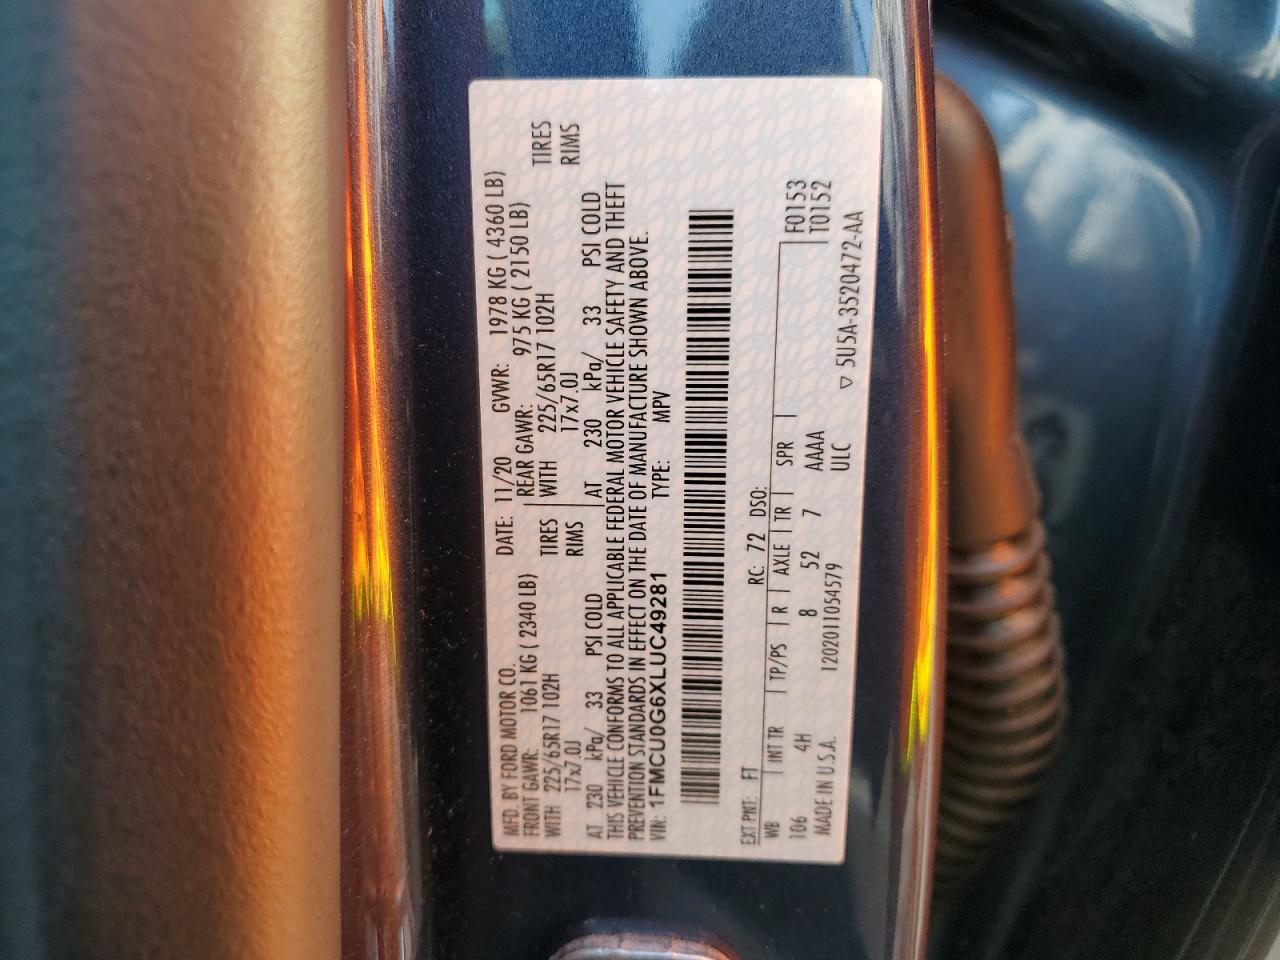 MFD. BY FORD MOTOR CO. DATE: 11/20 GVWR: 1978 KG ( 4360 LB)
FRONT GAWR: 1061 KG ( 2340 LB) REAR GAWR: 975 KG ( 2150 LB)
WITH 225/65R17 102H TIRES WITH 225/65R17 102H TIRES
17x7.0J RIMS 17x7.0J RIMS
AT 230 kPa/ 33 PSI COLD AT 230 kPa/ 33 PSI COLD
THIS VEHICLE CONFORMS TO ALL APPLICABLE FEDERAL MOTOR VEHICLE SAFETY AND THEFT
PREVENTION STANDARDS IN EFFECT ON THE DATE OF MANUFACTURE SHOWN ABOVE.
VIN: 1FMCU0G6XLUC49281 TYPE: MPV
EXT PNT: FT RC: 72 DSO:
WB INT TR TP/PS R AXLE TR SPR F0153
106 4H 8 52 7 AAAA T0152
MADE IN U.S.A. 1202011054579 ULC
▽ 5U5A-3520472-AA